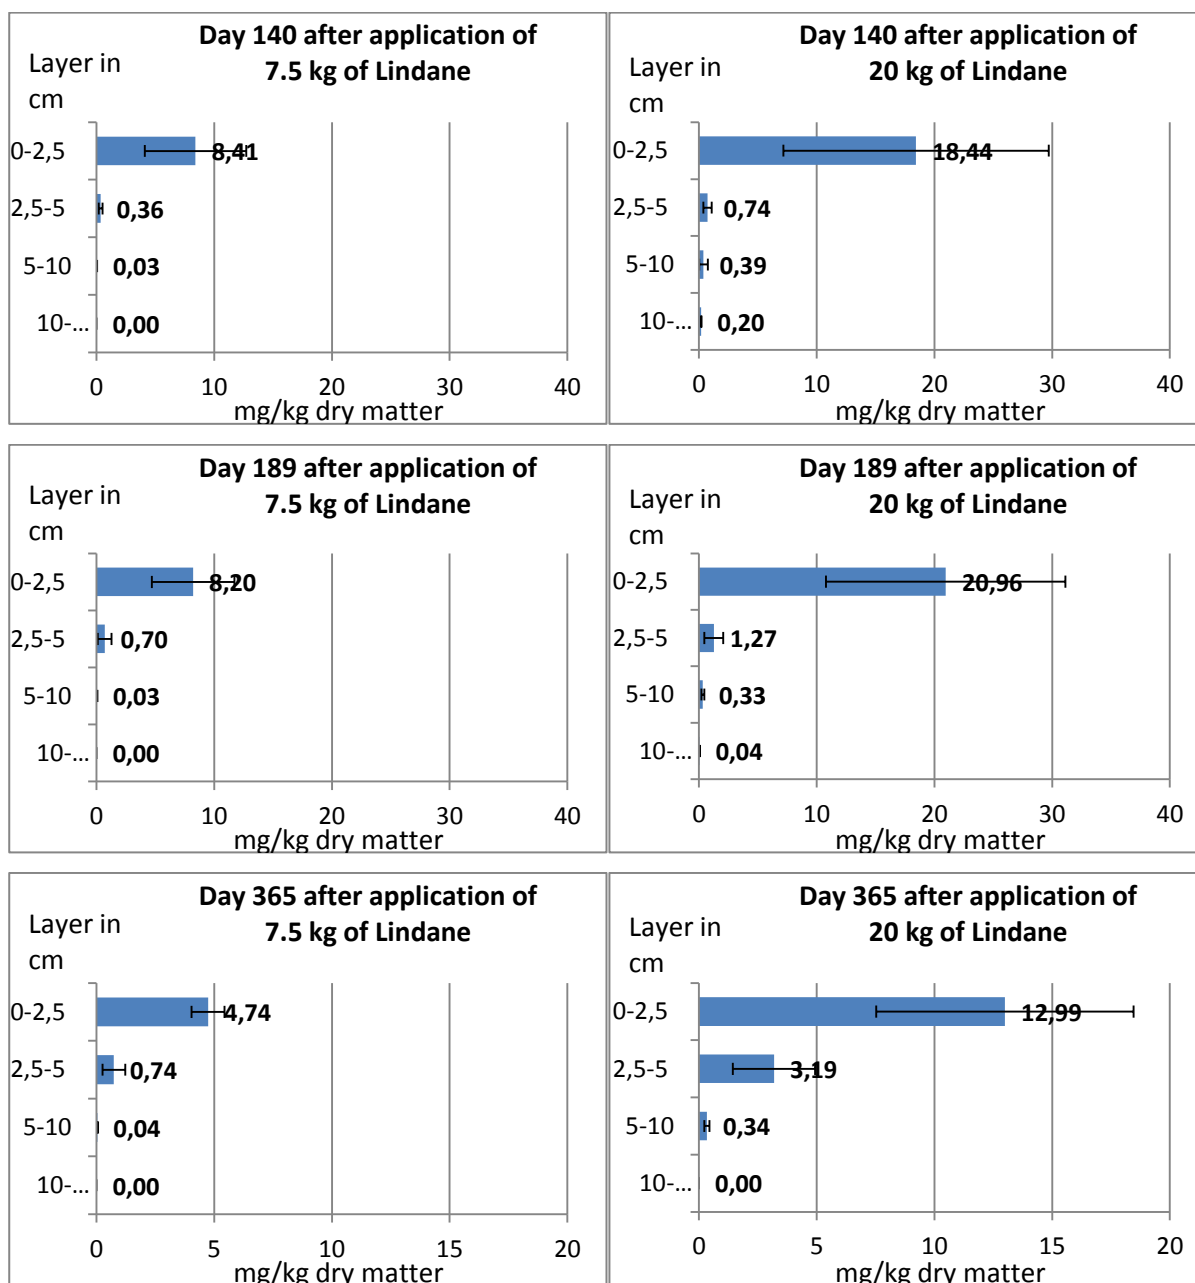 Day 140 after application of
7.5 kg of Lindane
Layer in
cm
0-2,5
8,41
2,5-5
0,36
5-10
0,03
10-...
0,00
0 10 20 30 40
mg/kg dry matter
Day 140 after application of
20 kg of Lindane
Layer in
cm
0-2,5
18,44
2,5-5
0,74
5-10
0,39
10-...
0,20
0 10 20 30 40
mg/kg dry matter
Day 189 after application of
7.5 kg of Lindane
Layer in
cm
0-2,5
8,20
2,5-5
0,70
5-10
0,03
10-...
0,00
0 10 20 30 40
mg/kg dry matter
Day 189 after application of
20 kg of Lindane
Layer in
cm
0-2,5
20,96
2,5-5
1,27
5-10
0,33
10-...
0,04
0 10 20 30 40
mg/kg dry matter
Day 365 after application of
7.5 kg of Lindane
Layer in
cm
0-2,5
4,74
2,5-5
0,74
5-10
0,04
10-...
0,00
0 5 10 15 20
mg/kg dry matter
Day 365 after application of
20 kg of Lindane
Layer in
cm
0-2,5
12,99
2,5-5
3,19
5-10
0,34
10-...
0,00
0 5 10 15 20
mg/kg dry matter